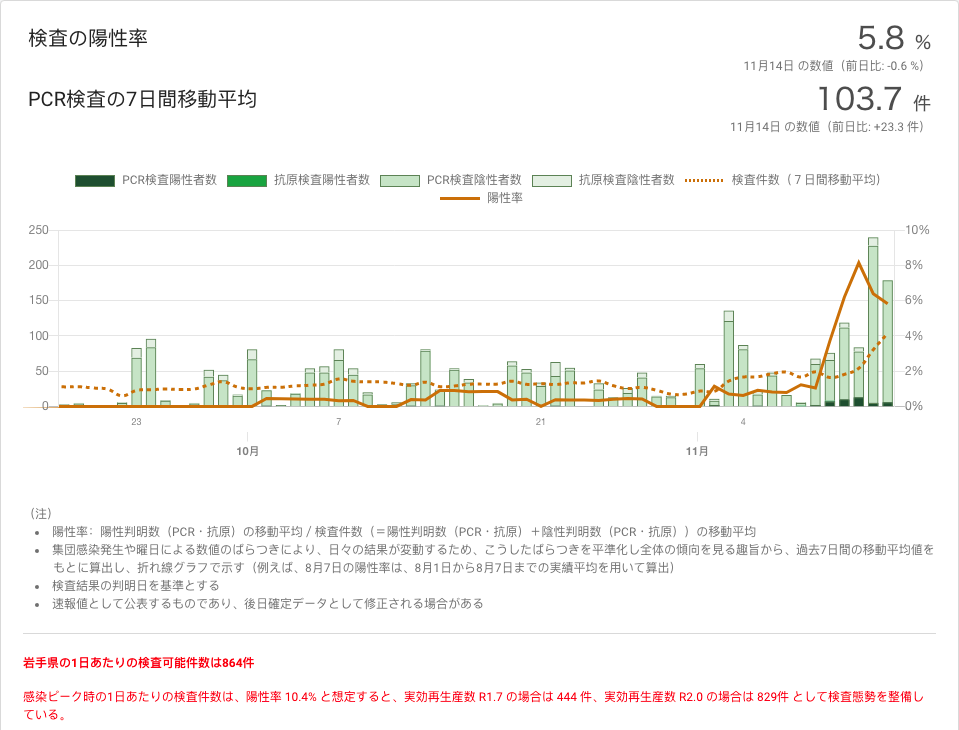 検査の陽性率
5.8 %
11月14日 の数値（前日比: -0.6 %）
PCR検査の7日間移動平均
103.7 件
11月14日 の数値（前日比: +23.3 件）
PCR検査陽性者数 抗原検査陽性者数 PCR検査陰性者数 抗原検査陰性者数 検査件数（７日間移動平均）
陽性率
250 10%
200 8%
150 6%
100 4%
50 2%
0 0%
23 7 21 4
10月 11月
（注）
• 陽性率：陽性判明数（PCR・抗原）の移動平均 / 検査件数（＝陽性判明数（PCR・抗原）＋陰性判明数（PCR・抗原））の移動平均
• 集団感染発生や曜日による数値のばらつきにより、日々の結果が変動するため、こうしたばらつきを平準化し全体の傾向を見る趣旨から、過去7日間の移動平均値を
もとに算出し、折れ線グラフで示す（例えば、8月7日の陽性率は、8月1日から8月7日までの実績平均を用いて算出）
• 検査結果の判明日を基準とする
• 速報値として公表するものであり、後日確定データとして修正される場合がある
岩手県の1日あたりの検査可能件数は864件
感染ピーク時の1日あたりの検査件数は、陽性率 10.4% と想定すると、実効再生産数 R1.7 の場合は 444 件、実効再生産数 R2.0 の場合は 829件 として検査態勢を整備し
ている。